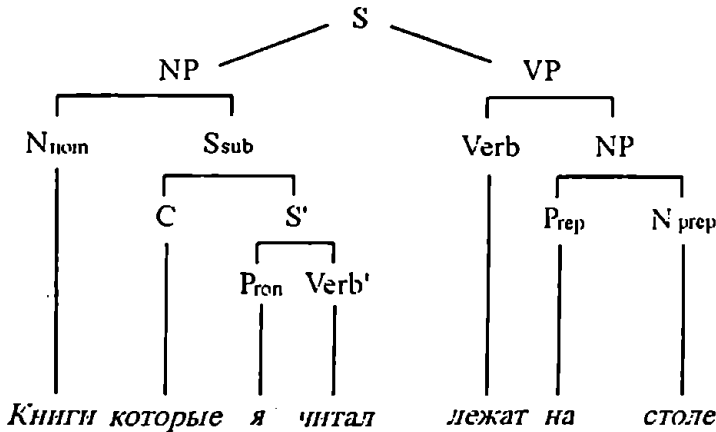 S
NP VP
Nnom Ssub Verb NP
C S' Prep N prep
Pron Verb'
Книги которые я читал лежат на столе